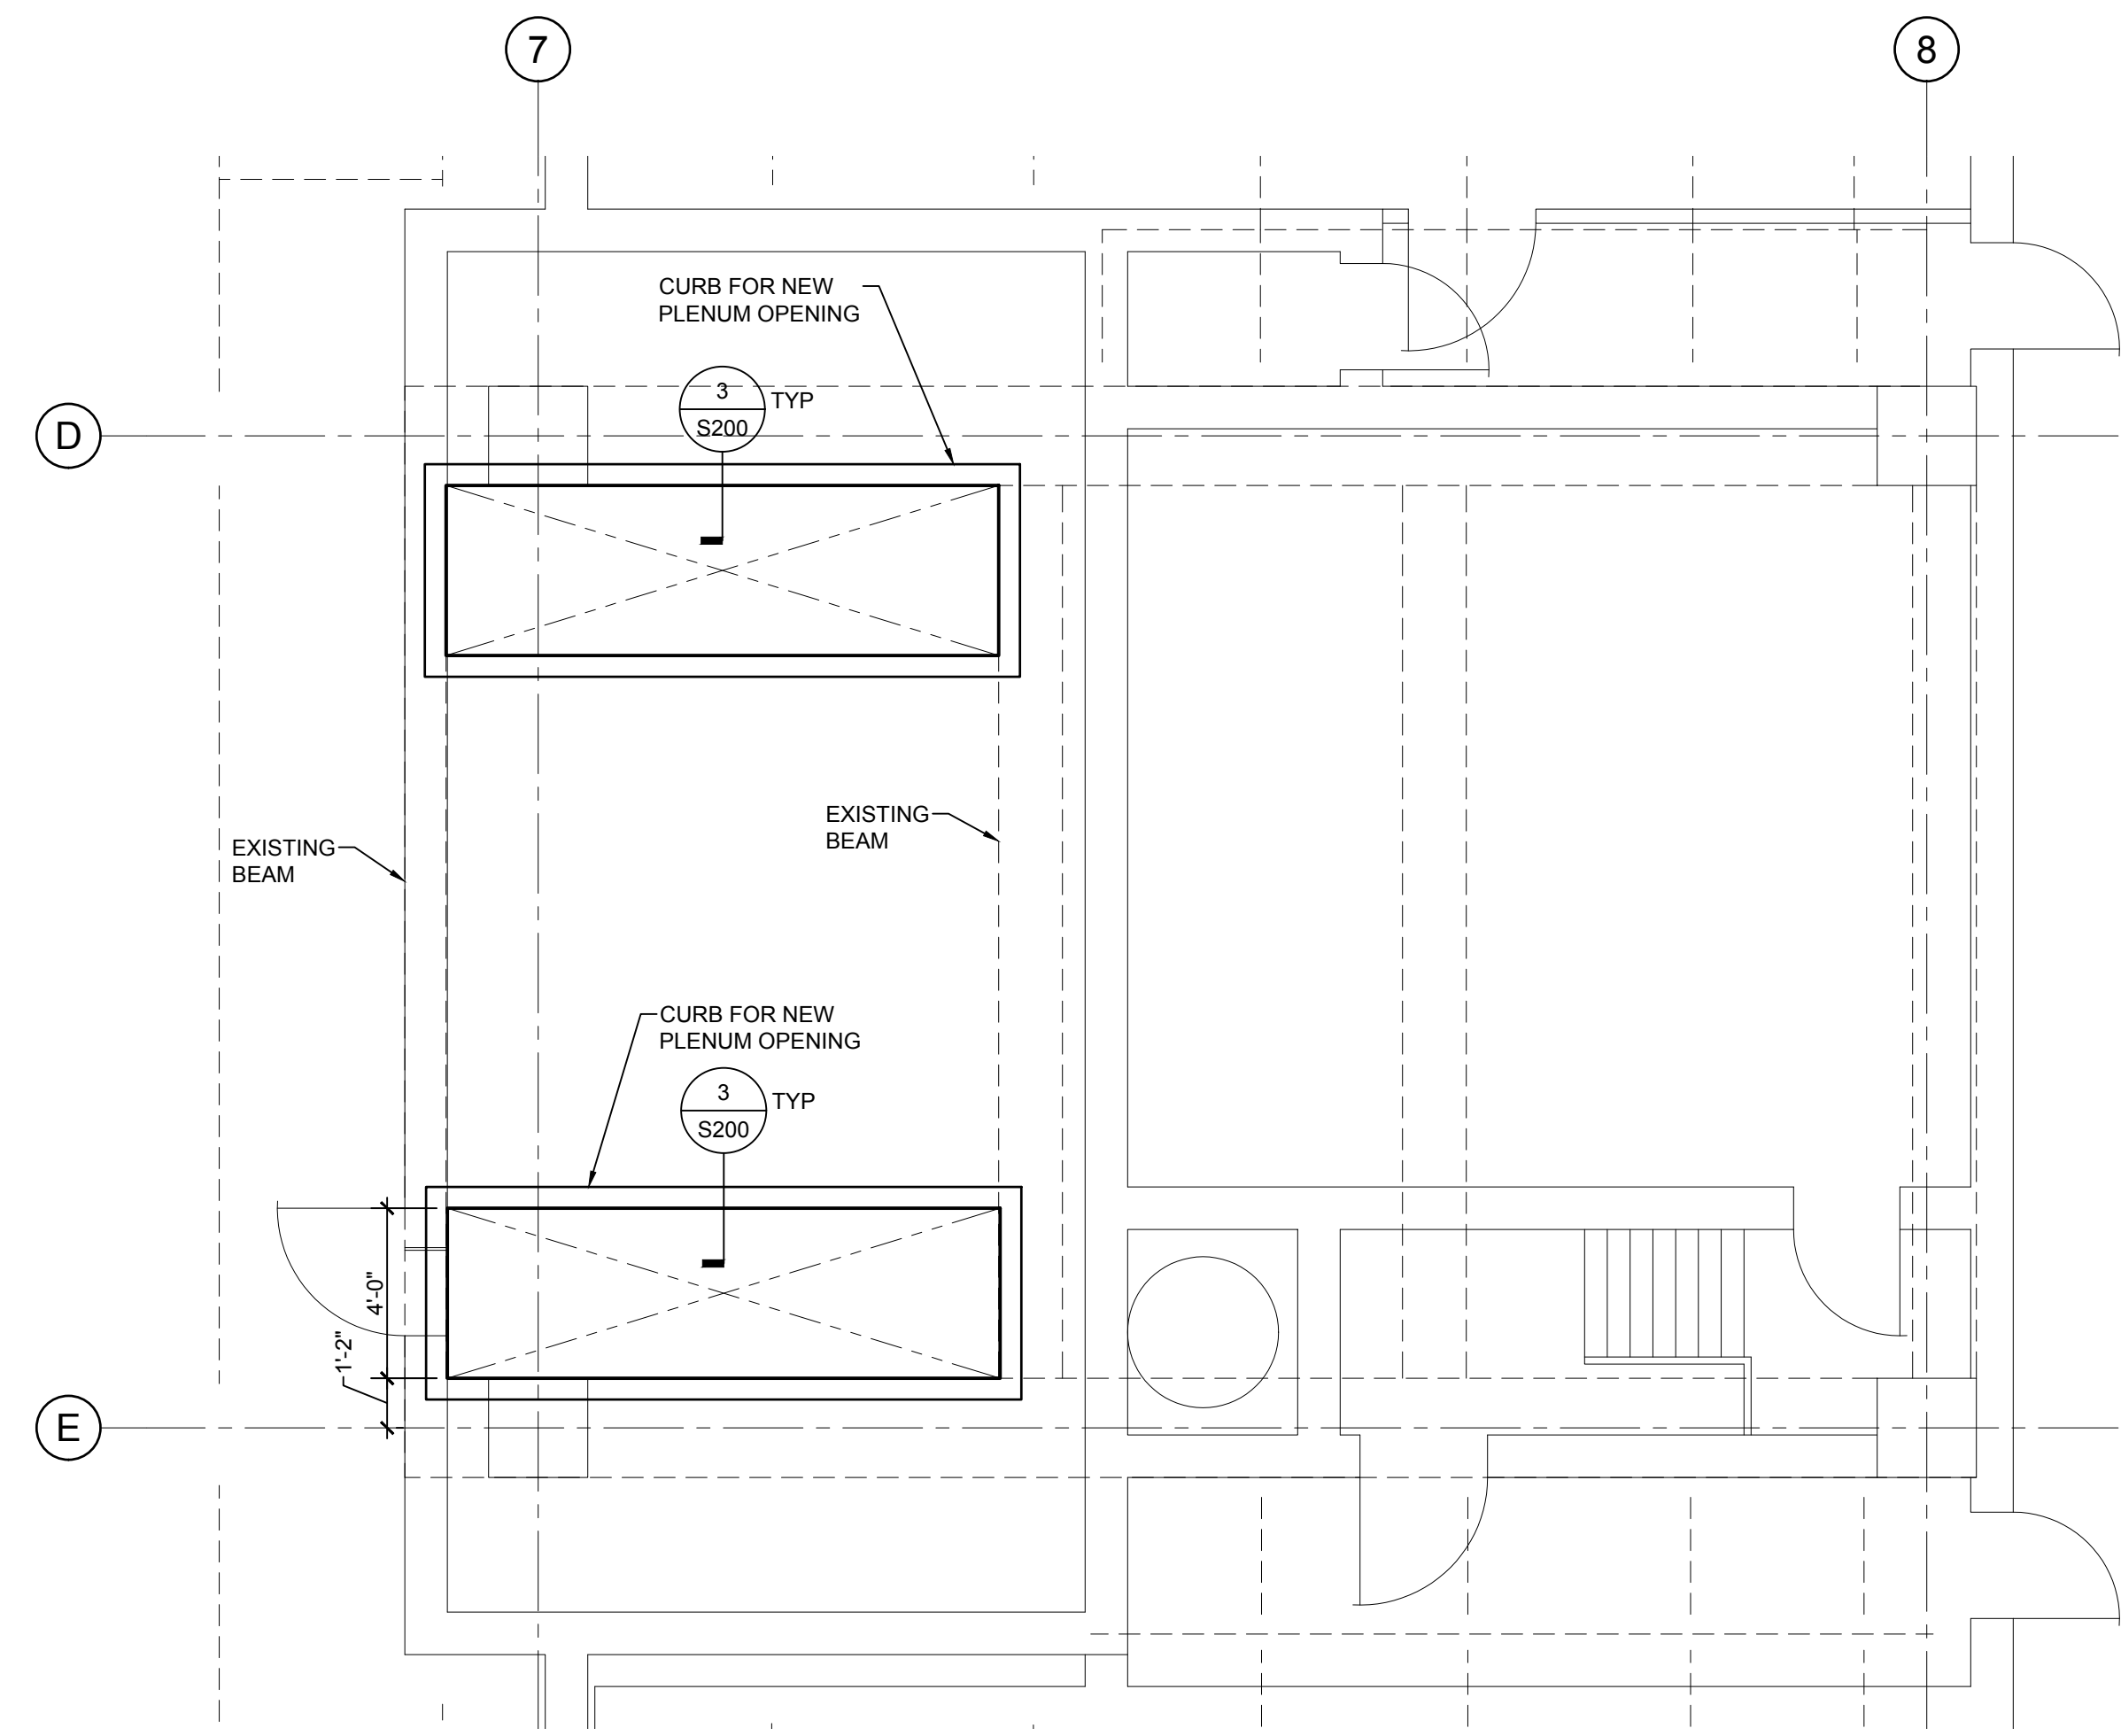 7
8
CURB FOR NEW
PLENUM OPENING
3
TYP
S200
D
EXISTING
BEAM
EXISTING
BEAM
CURB FOR NEW
PLENUM OPENING
3
TYP
S200
4'-0"
1'-2"
E